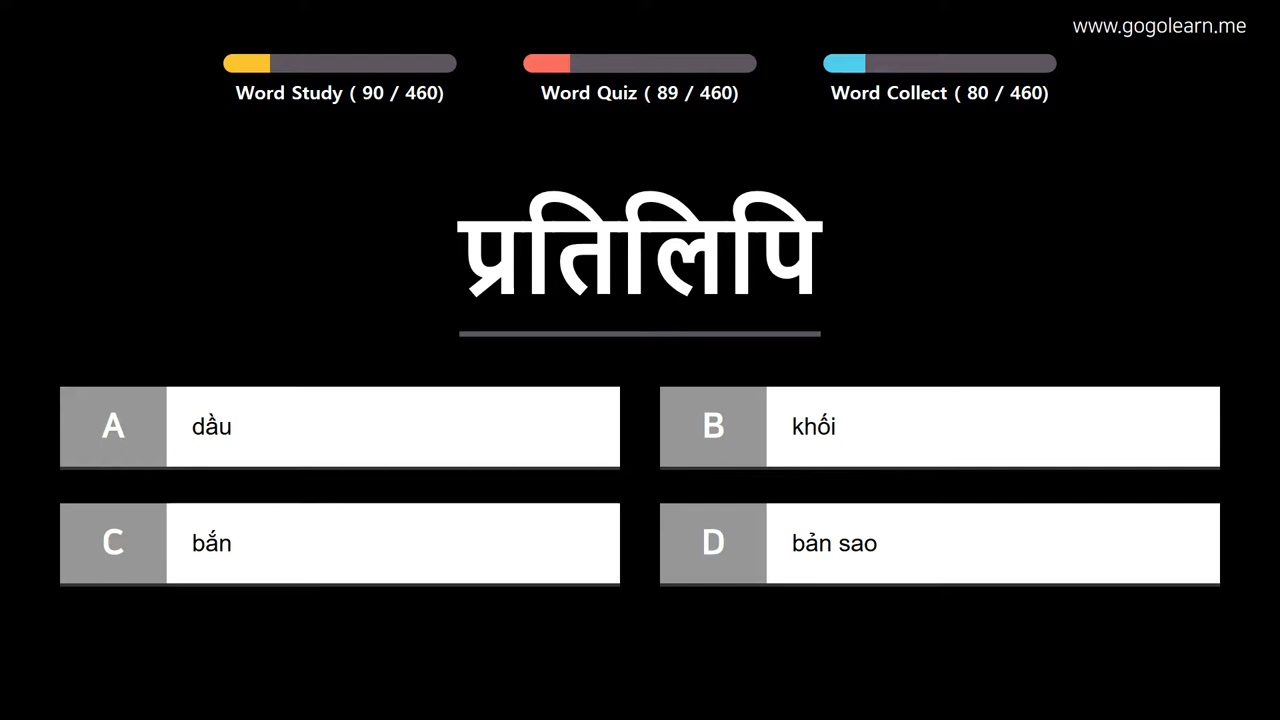 www.gogolearn.me
Word Study ( 90 / 460)
Word Quiz ( 89 / 460)
Word Collect ( 80 / 460)
प्रतिलिपि
A dầu
B khối
C bắn
D bản sao